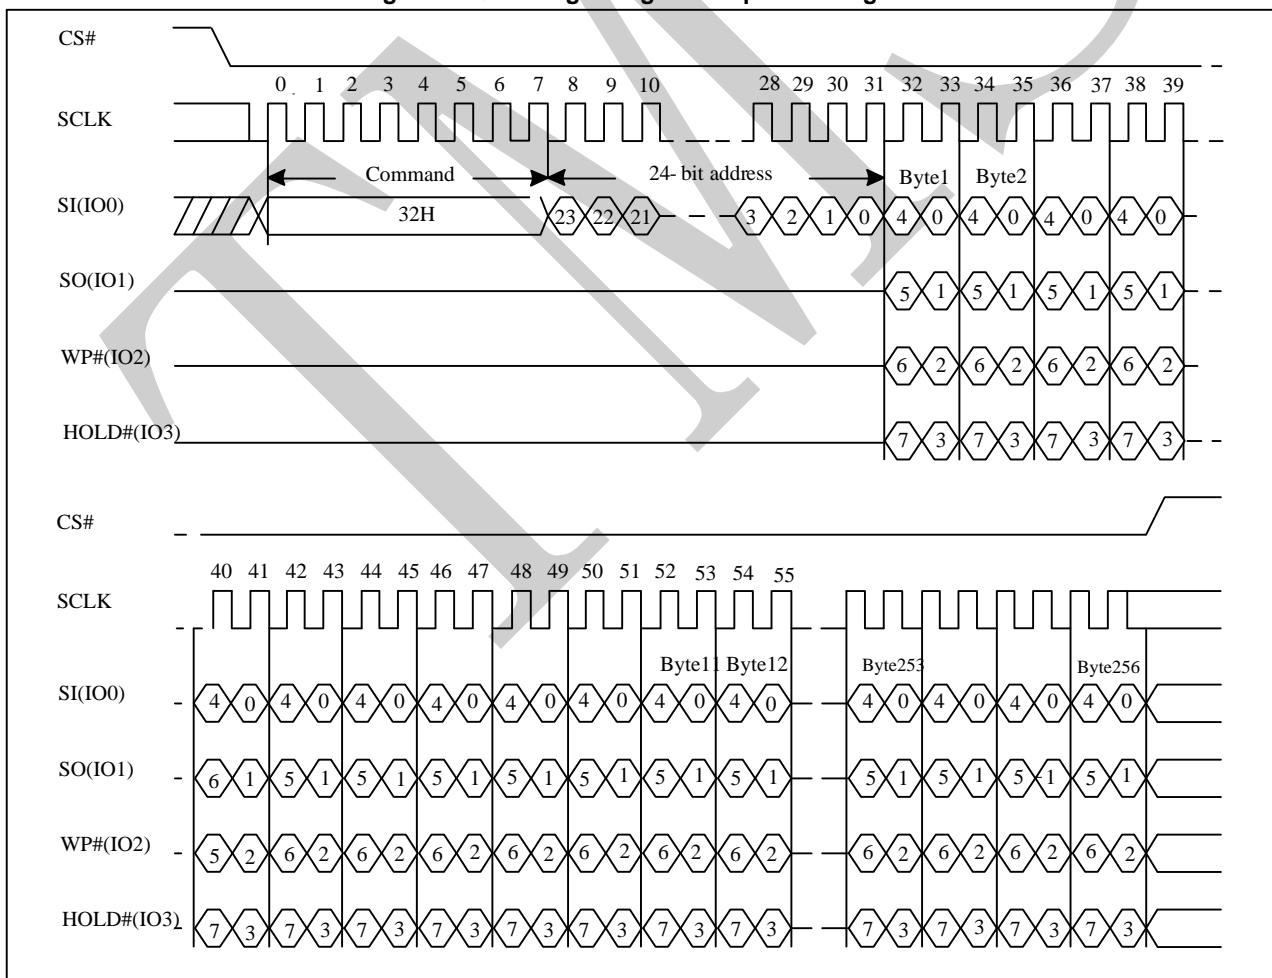 CS#
0 1 2 3 4 5 6 7 8 9 10 28 29 30 31 32 33 34 35 36 37 38 39
SCLK
Command 24- bit address Byte1 Byte2
SI(IO0) 32H 23 22 21 3 2 1 0 4 0 4 0 4 0 4 0
SO(IO1) 5 1 5 1 5 1 5 1
WP#(IO2) 6 2 6 2 6 2 6 2
HOLD#(IO3) 7 3 7 3 7 3 7 3
CS#
40 41 42 43 44 45 46 47 48 49 50 51 52 53 54 55
SCLK
Byte11 Byte12 Byte253 Byte256
SI(IO0) 4 0 4 0 4 0 4 0 4 0 4 0 4 0 4 0 4 0 4 0 4 0 4 0
SO(IO1) 6 1 5 1 5 1 5 1 5 1 5 1 5 1 5 1 5 1 5 1 5 1 5 1
WP#(IO2) 5 2 6 2 6 2 6 2 6 2 6 2 6 2 6 2 6 2 6 2 6 2 6 2
HOLD#(IO3) 7 3 7 3 7 3 7 3 7 3 7 3 7 3 7 3 7 3 7 3 7 3 7 3